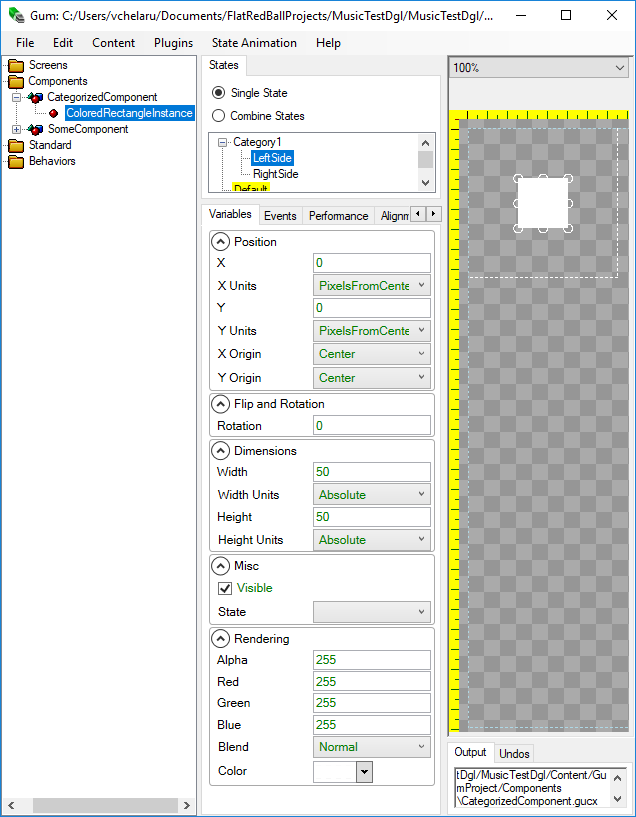 Gum: C:/Users/vchelaru/Documents/FlatRedBallProjects/MusicTestDgl/MusicTestDgl/...
File Edit Content Plugins State Animation Help
Screens
Components
CategorizedComponent
ColoredRectangleInstance
SomeComponent
Standard
Behaviors
States
Single State
Combine States
Category1
LeftSide
RightSide
Default
Variables Events Performance Alignm
Position
X 0
X Units PixelsFromCente
Y 0
Y Units PixelsFromCente
X Origin Center
Y Origin Center
Flip and Rotation
Rotation 0
Dimensions
Width 50
Width Units Absolute
Height 50
Height Units Absolute
Misc
Visible
State
Rendering
Alpha 255
Red 255
Green 255
Blue 255
Blend Normal
Color
100%
Output Undos
tDgl/MusicTestDgl/Content/Gu
mProject/Components
\CategorizedComponent.gucx